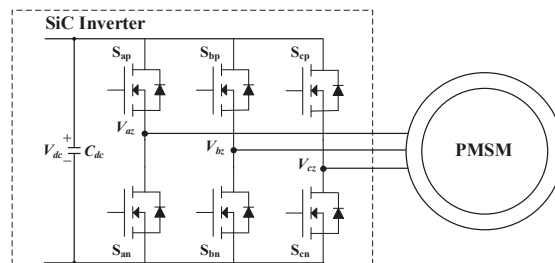 SiC Inverter
Sap Sbp Scp
Vaz
Vbz
Vcz
+
Vdc Cdc
−
PMSM
San Sbn Scn